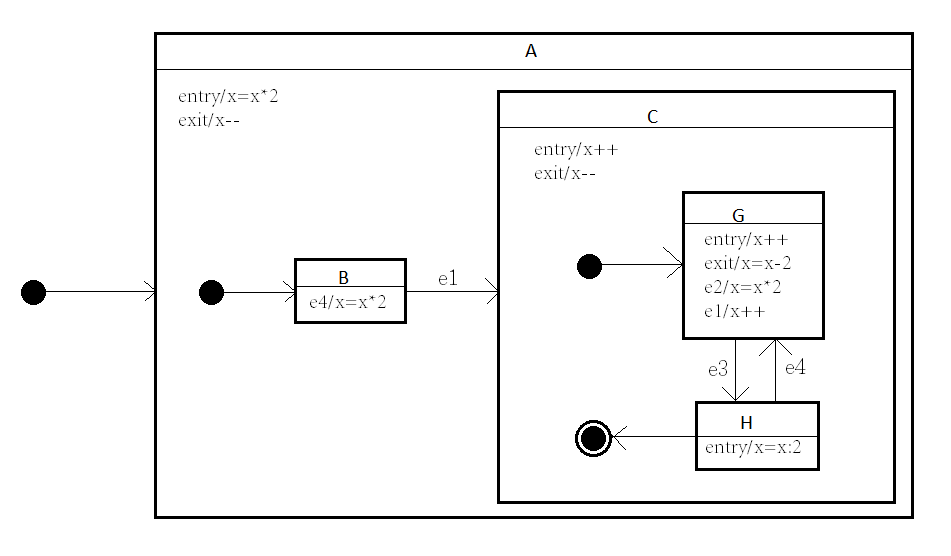 A
entry/x=x*2
exit/x--
C
entry/x++
exit/x--
G
entry/x++
exit/x=x-2
e2/x=x*2
e1/x++
B
e4/x=x*2
e1
e3
e4
H
entry/x=x:2